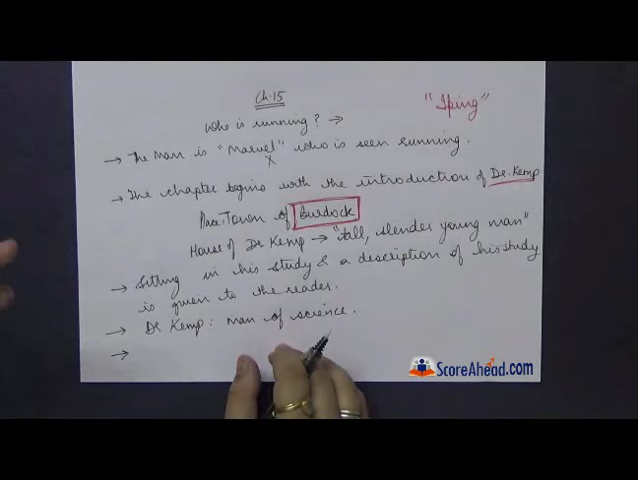 Ch.15
"Iping"
Who is running? →
→ The man is "Marvel" who is seen running.
x
→ The chapter begins with the introduction of Dr. Kemp
Place: Town of Burdock
House of Dr Kemp → "tall, slender young man"
→ Sitting in his study & a description of his study
is given to the reader.
→ Dr Kemp: man of science.
→
ScoreAhead.com